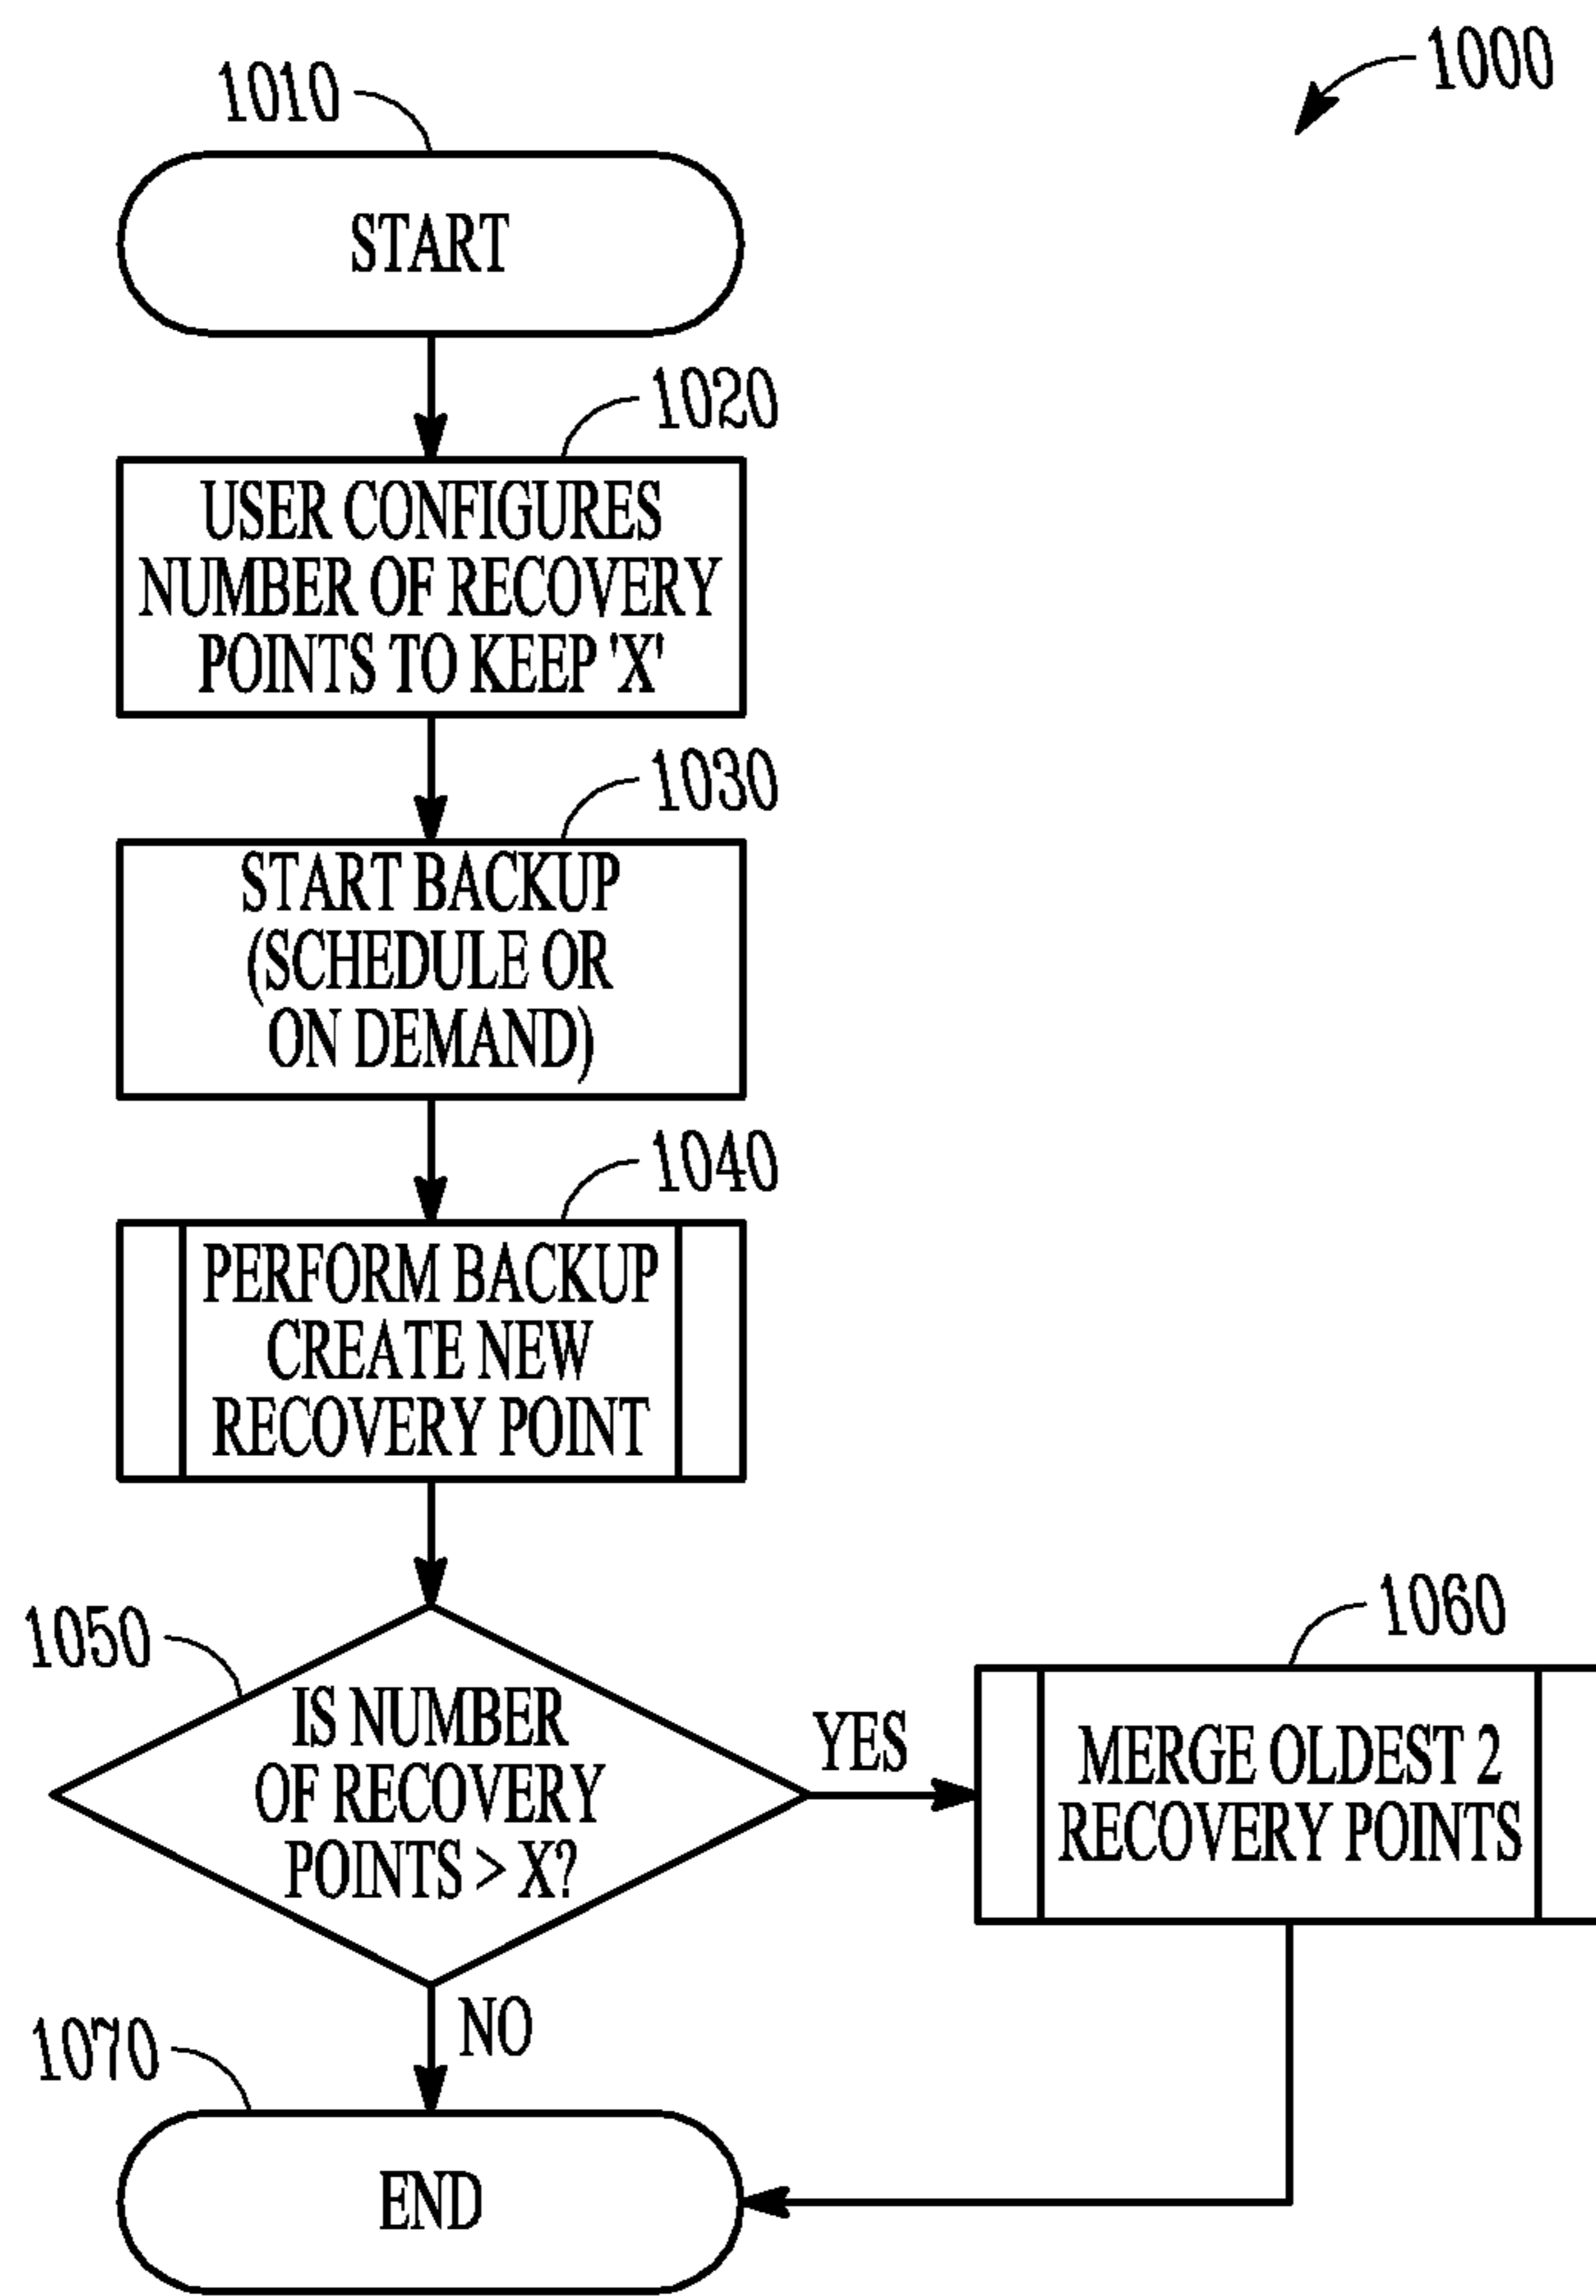 1000
1010
START
1020
USER CONFIGURES
NUMBER OF RECOVERY
POINTS TO KEEP 'X'
1030
START BACKUP
(SCHEDULE OR
ON DEMAND)
1040
PERFORM BACKUP
CREATE NEW
RECOVERY POINT
1050
IS NUMBER
OF RECOVERY
POINTS > X?
YES
1060
MERGE OLDEST 2
RECOVERY POINTS
NO
1070
END